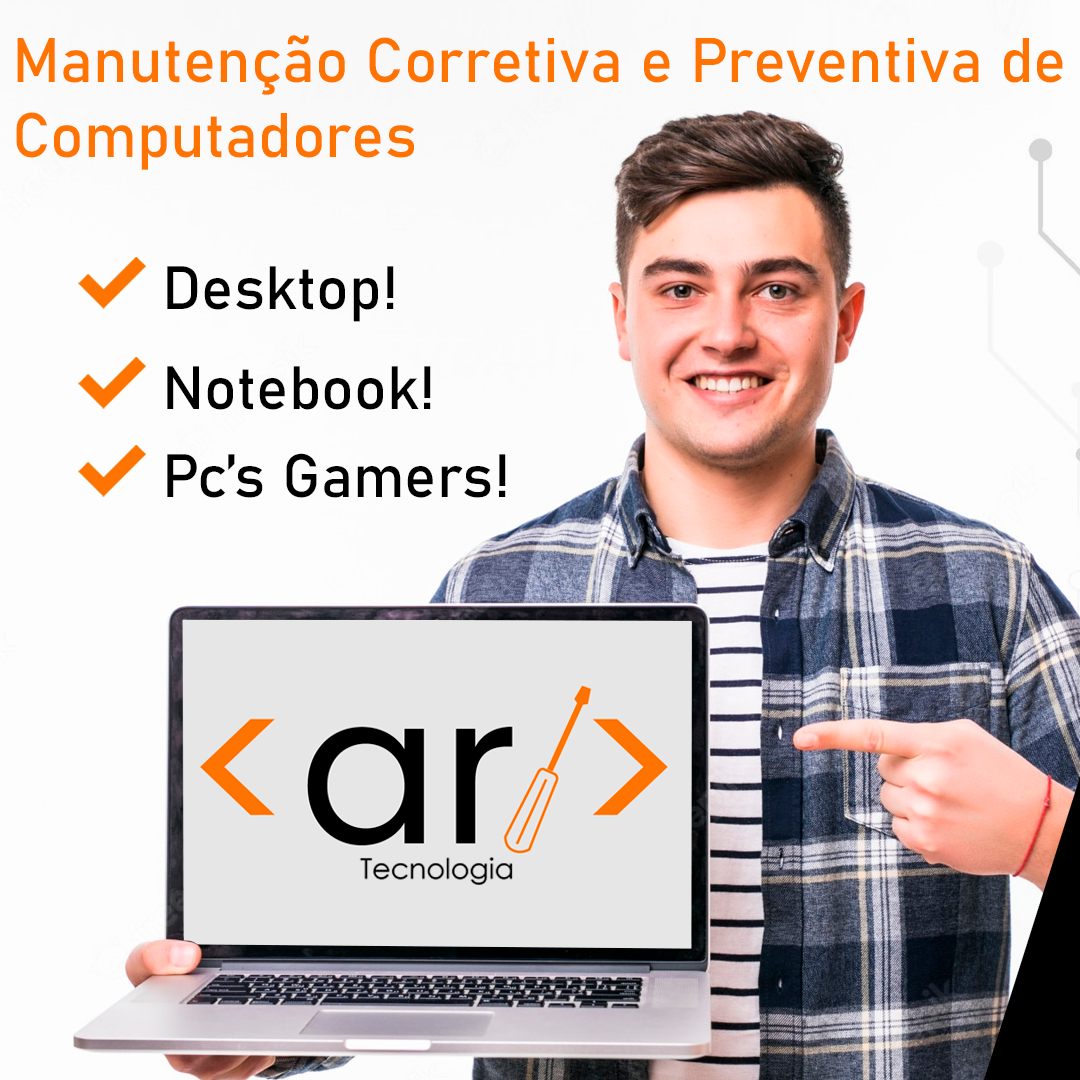 Manutenção Corretiva e Preventiva de
Computadores
Desktop!
Notebook!
Pc's Gamers!
<ar>
Tecnologia